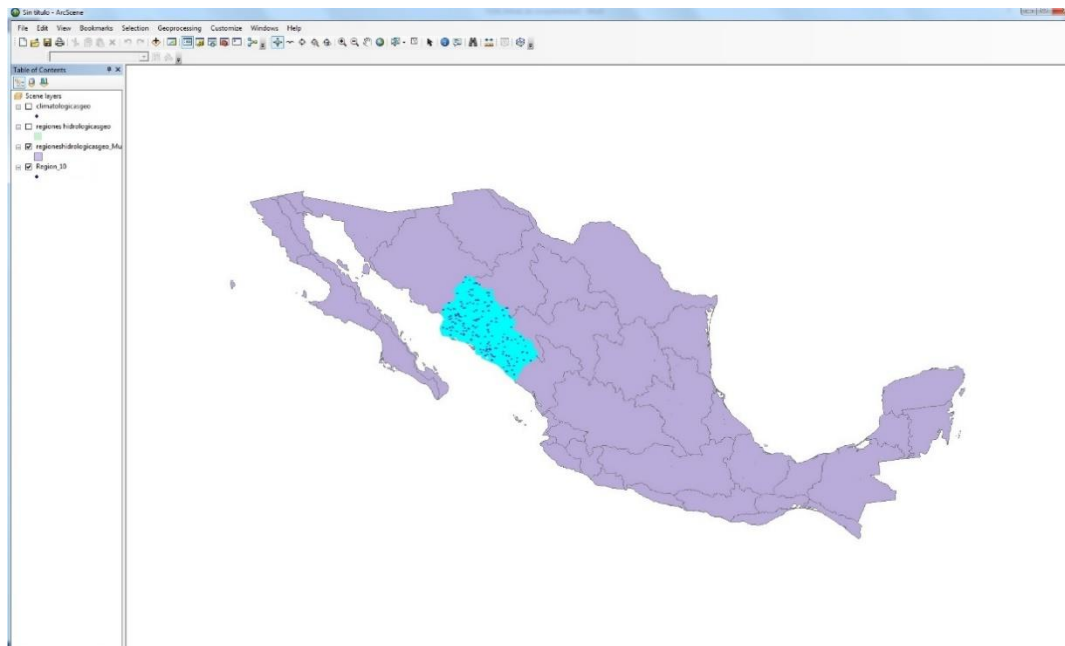 Sin título - ArcScene
File Edit View Bookmarks Selection Geoprocessing Customize Windows Help
Table of Contents
Scene layers
climatologicasgeo
regiones hidrologicasgeo
regioneshidrologicasgeo_Mu
Region_10